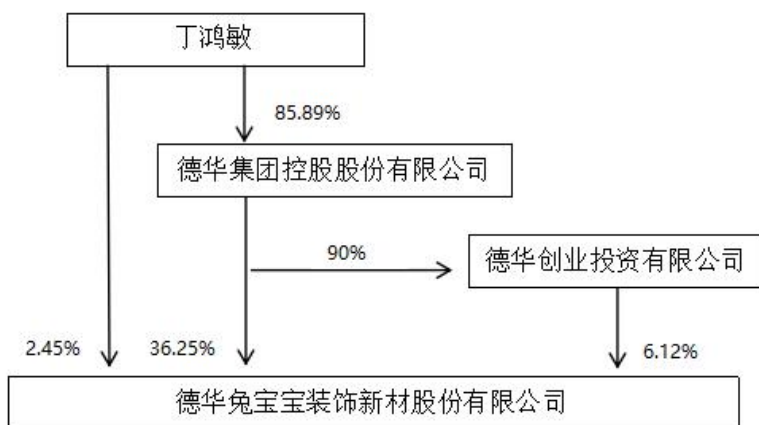 丁鸿敏
85.89%
德华集团控股股份有限公司
90%
德华创业投资有限公司
2.45%
36.25%
6.12%
德华兔宝宝装饰新材股份有限公司